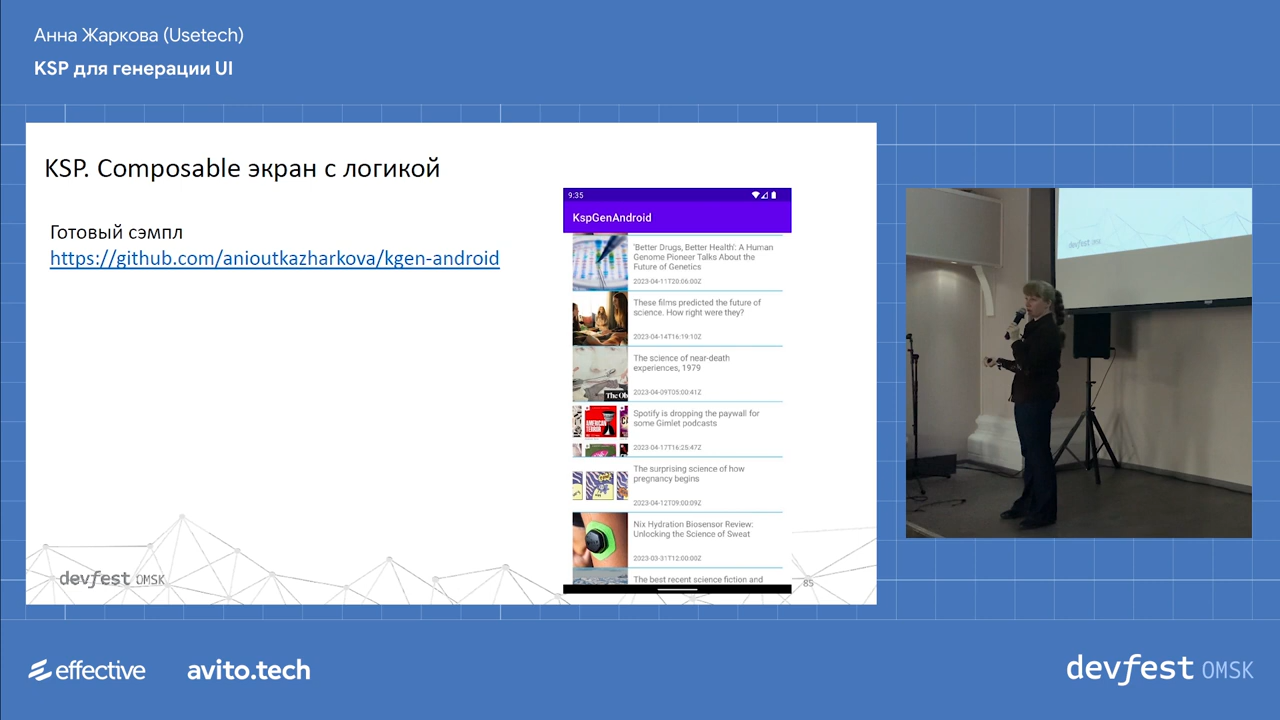 Анна Жаркова (Usetech)
KSP для генерации UI
KSP. Composable экран с логикой
Готовый сэмпл
https://github.com/anioutkazharkova/kgen-android
9:35
KspGenAndroid
'Better Drugs, Better Health': A Human
Genome Pioneer Talks About the
Future of Genetics
2023-04-11T20:06:00Z
These films predicted the future of
science. How right were they?
2023-04-14T16:19:10Z
The science of near-death
experiences, 1979
2023-04-09T05:00:41Z
The Ob
Spotify is dropping the paywall for
some Gimlet podcasts
2023-04-17T16:25:47Z
AMERICAN
TERROR
The surprising science of how
pregnancy begins
2023-04-12T09:00:09Z
Nix Hydration Biosensor Review:
Unlocking the Science of Sweat
2023-03-31T12:00:00Z
The best recent science fiction and
devfest OMSK
85
effective
avito.tech
devfest OMSK